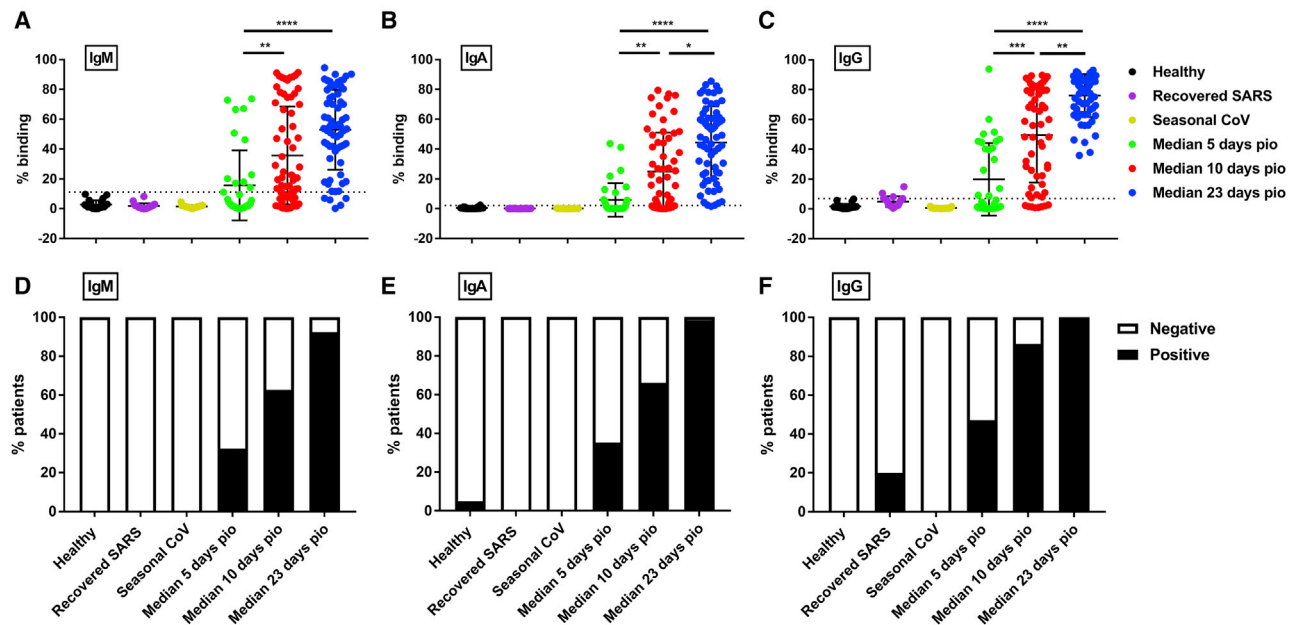 A
B
C
IgM
IgA
IgG
****
**
****
**
*
****
***
**
% binding
100
80
60
40
20
0
-20
% binding
100
80
60
40
20
0
-20
% binding
100
80
60
40
20
0
-20
Healthy
Recovered SARS
Seasonal CoV
Median 5 days pio
Median 10 days pio
Median 23 days pio
D
E
F
IgM
IgA
IgG
% patients
100
80
60
40
20
0
% patients
100
80
60
40
20
0
% patients
100
80
60
40
20
0
Negative
Positive
Healthy
Recovered SARS
Seasonal CoV
Median 5 days pio
Median 10 days pio
Median 23 days pio
Healthy
Recovered SARS
Seasonal CoV
Median 5 days pio
Median 10 days pio
Median 23 days pio
Healthy
Recovered SARS
Seasonal CoV
Median 5 days pio
Median 10 days pio
Median 23 days pio